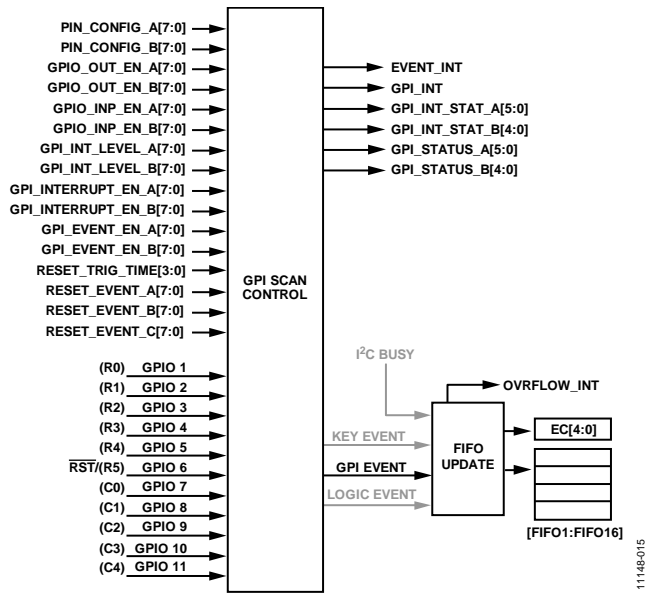 PIN_CONFIG_A[7:0]
PIN_CONFIG_B[7:0]
GPIO_OUT_EN_A[7:0]
GPIO_OUT_EN_B[7:0]
GPIO_INP_EN_A[7:0]
GPIO_INP_EN_B[7:0]
GPI_INT_LEVEL_A[7:0]
GPI_INT_LEVEL_B[7:0]
GPI_INTERRUPT_EN_A[7:0]
GPI_INTERRUPT_EN_B[7:0]
GPI_EVENT_EN_A[7:0]
GPI_EVENT_EN_B[7:0]
RESET_TRIG_TIME[3:0]
RESET_EVENT_A[7:0]
RESET_EVENT_B[7:0]
RESET_EVENT_C[7:0]
(R0) GPIO 1
(R1) GPIO 2
(R2) GPIO 3
(R3) GPIO 4
(R4) GPIO 5
RST/(R5) GPIO 6
(C0) GPIO 7
(C1) GPIO 8
(C2) GPIO 9
(C3) GPIO 10
(C4) GPIO 11
GPI SCAN
CONTROL
EVENT_INT
GPI_INT
GPI_INT_STAT_A[5:0]
GPI_INT_STAT_B[4:0]
GPI_STATUS_A[5:0]
GPI_STATUS_B[4:0]
I2C BUSY
KEY EVENT
GPI EVENT
LOGIC EVENT
FIFO
UPDATE
OVRFLOW_INT
EC[4:0]
[FIFO1:FIFO16]
11148-015